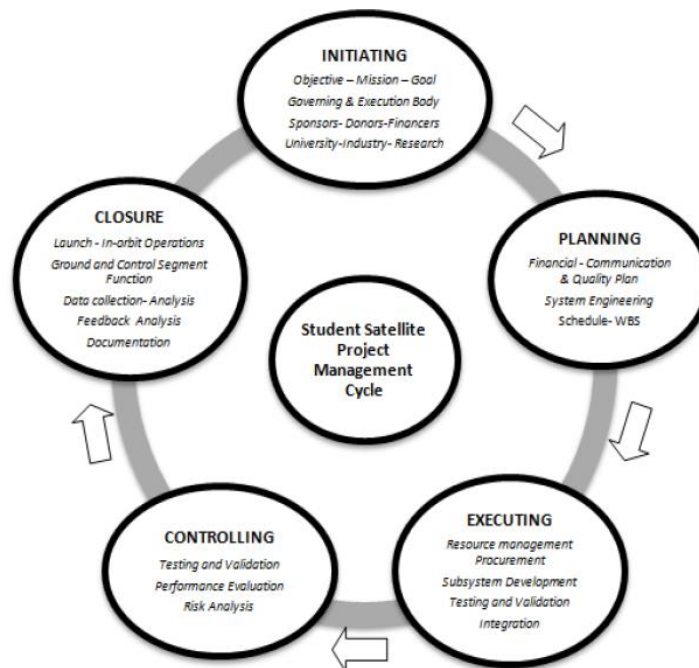 INITIATING
Objective – Mission – Goal
Governing & Execution Body
Sponsors- Donors-Financers
University-Industry- Research
PLANNING
Financial - Communication
& Quality Plan
System Engineering
Schedule- WBS
EXECUTING
Resource management
Procurement
Subsystem Development
Testing and Validation
Integration
CONTROLLING
Testing and Validation
Performance Evaluation
Risk Analysis
CLOSURE
Launch - In-orbit Operations
Ground and Control Segment
Function
Data collection- Analysis
Feedback Analysis
Documentation
Student Satellite
Project
Management
Cycle